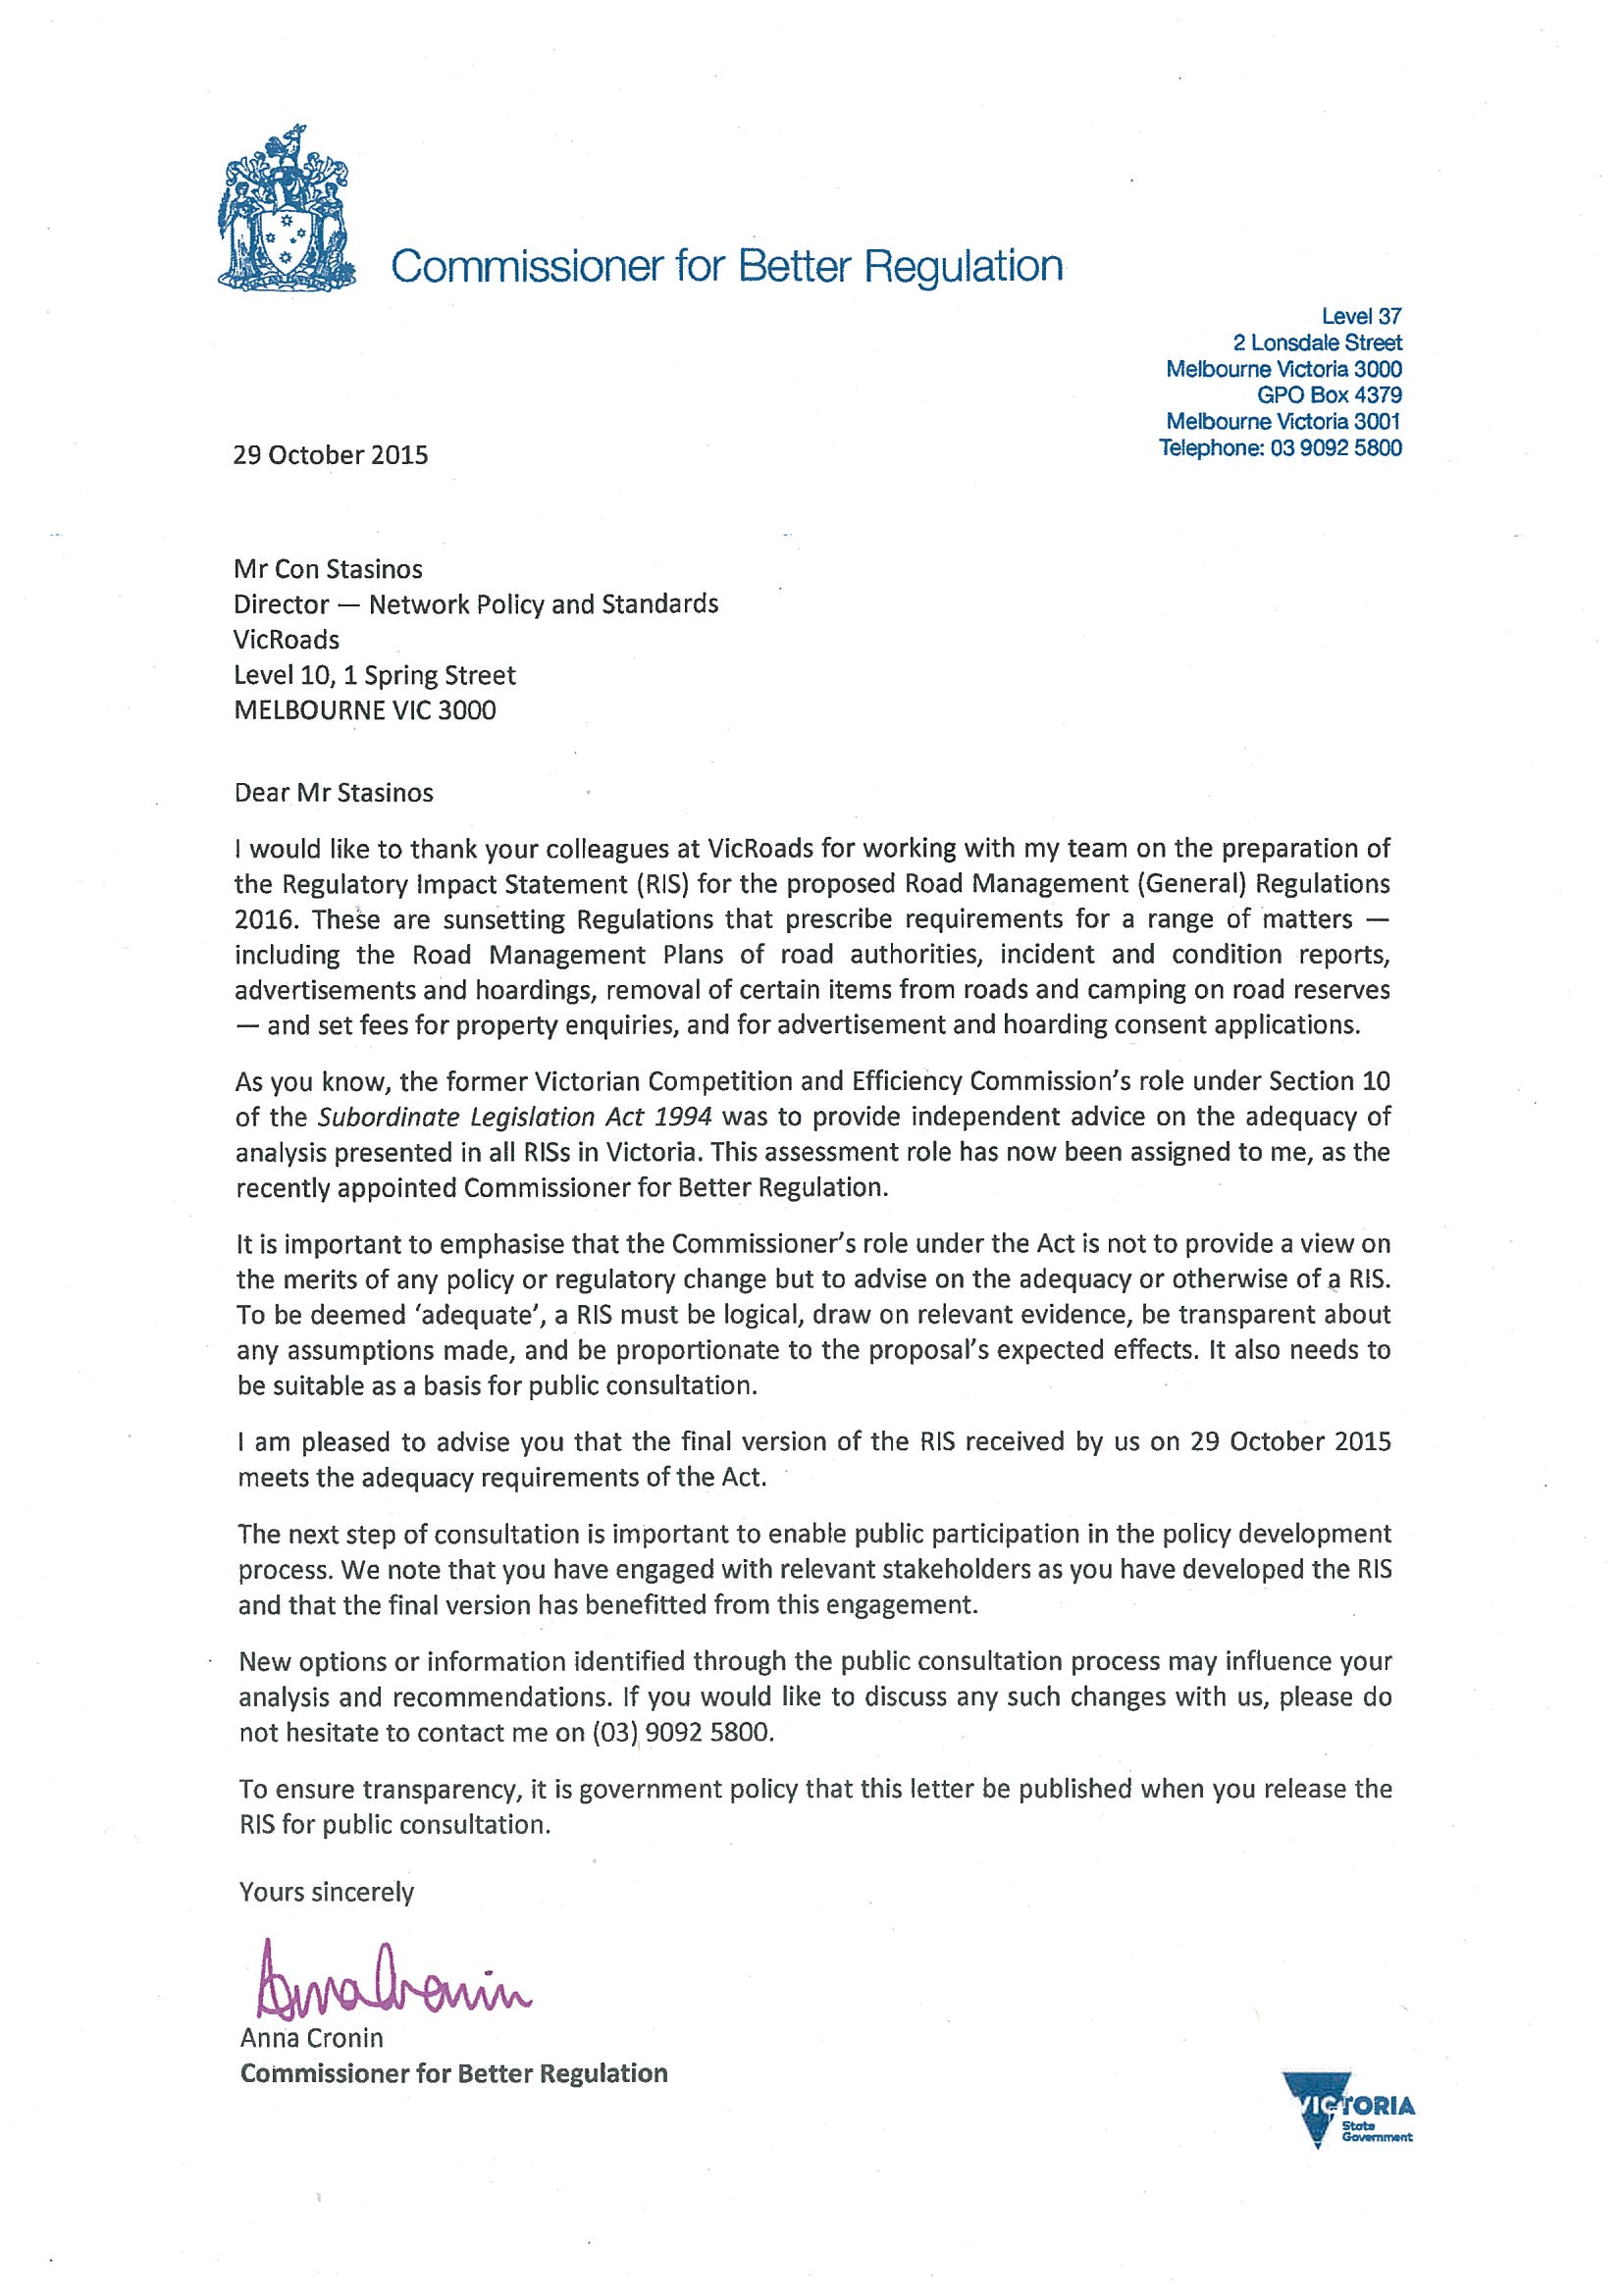 Commissioner for Better Regulation
Level 37
2 Lonsdale Street
Melbourne Victoria 3000
GPO Box 4379
Melbourne Victoria 3001
Telephone: 03 9092 5800
29 October 2015
Mr Con Stasinos
Director — Network Policy and Standards
VicRoads
Level 10, 1 Spring Street
MELBOURNE VIC 3000
Dear Mr Stasinos
I would like to thank your colleagues at VicRoads for working with my team on the preparation of
the Regulatory Impact Statement (RIS) for the proposed Road Management (General) Regulations
2016. These are sunsetting Regulations that prescribe requirements for a range of matters —
including the Road Management Plans of road authorities, incident and condition reports,
advertisements and hoardings, removal of certain items from roads and camping on road reserves
— and set fees for property enquiries, and for advertisement and hoarding consent applications.
As you know, the former Victorian Competition and Efficiency Commission’s role under Section 10
of the Subordinate Legislation Act 1994 was to provide independent advice on the adequacy of
analysis presented in all RISs in Victoria. This assessment role has now been assigned to me, as the
recently appointed Commissioner for Better Regulation.
It is important to emphasise that the Commissioner’s role under the Act is not to provide a view on
the merits of any policy or regulatory change but to advise on the adequacy or otherwise of a RIS.
To be deemed ‘adequate’, a RIS must be logical, draw on relevant evidence, be transparent about
any assumptions made, and be proportionate to the proposal’s expected effects. It also needs to
be suitable as a basis for public consultation.
I am pleased to advise you that the final version of the RIS received by us on 29 October 2015
meets the adequacy requirements of the Act.
The next step of consultation is important to enable public participation in the policy development
process. We note that you have engaged with relevant stakeholders as you have developed the RIS
and that the final version has benefitted from this engagement.
New options or information identified through the public consultation process may influence your
analysis and recommendations. If you would like to discuss any such changes with us, please do
not hesitate to contact me on (03) 9092 5800.
To ensure transparency, it is government policy that this letter be published when you release the
RIS for public consultation.
Yours sincerely
Anna Cronin
Anna Cronin
Commissioner for Better Regulation
VICTORIA
State
Government